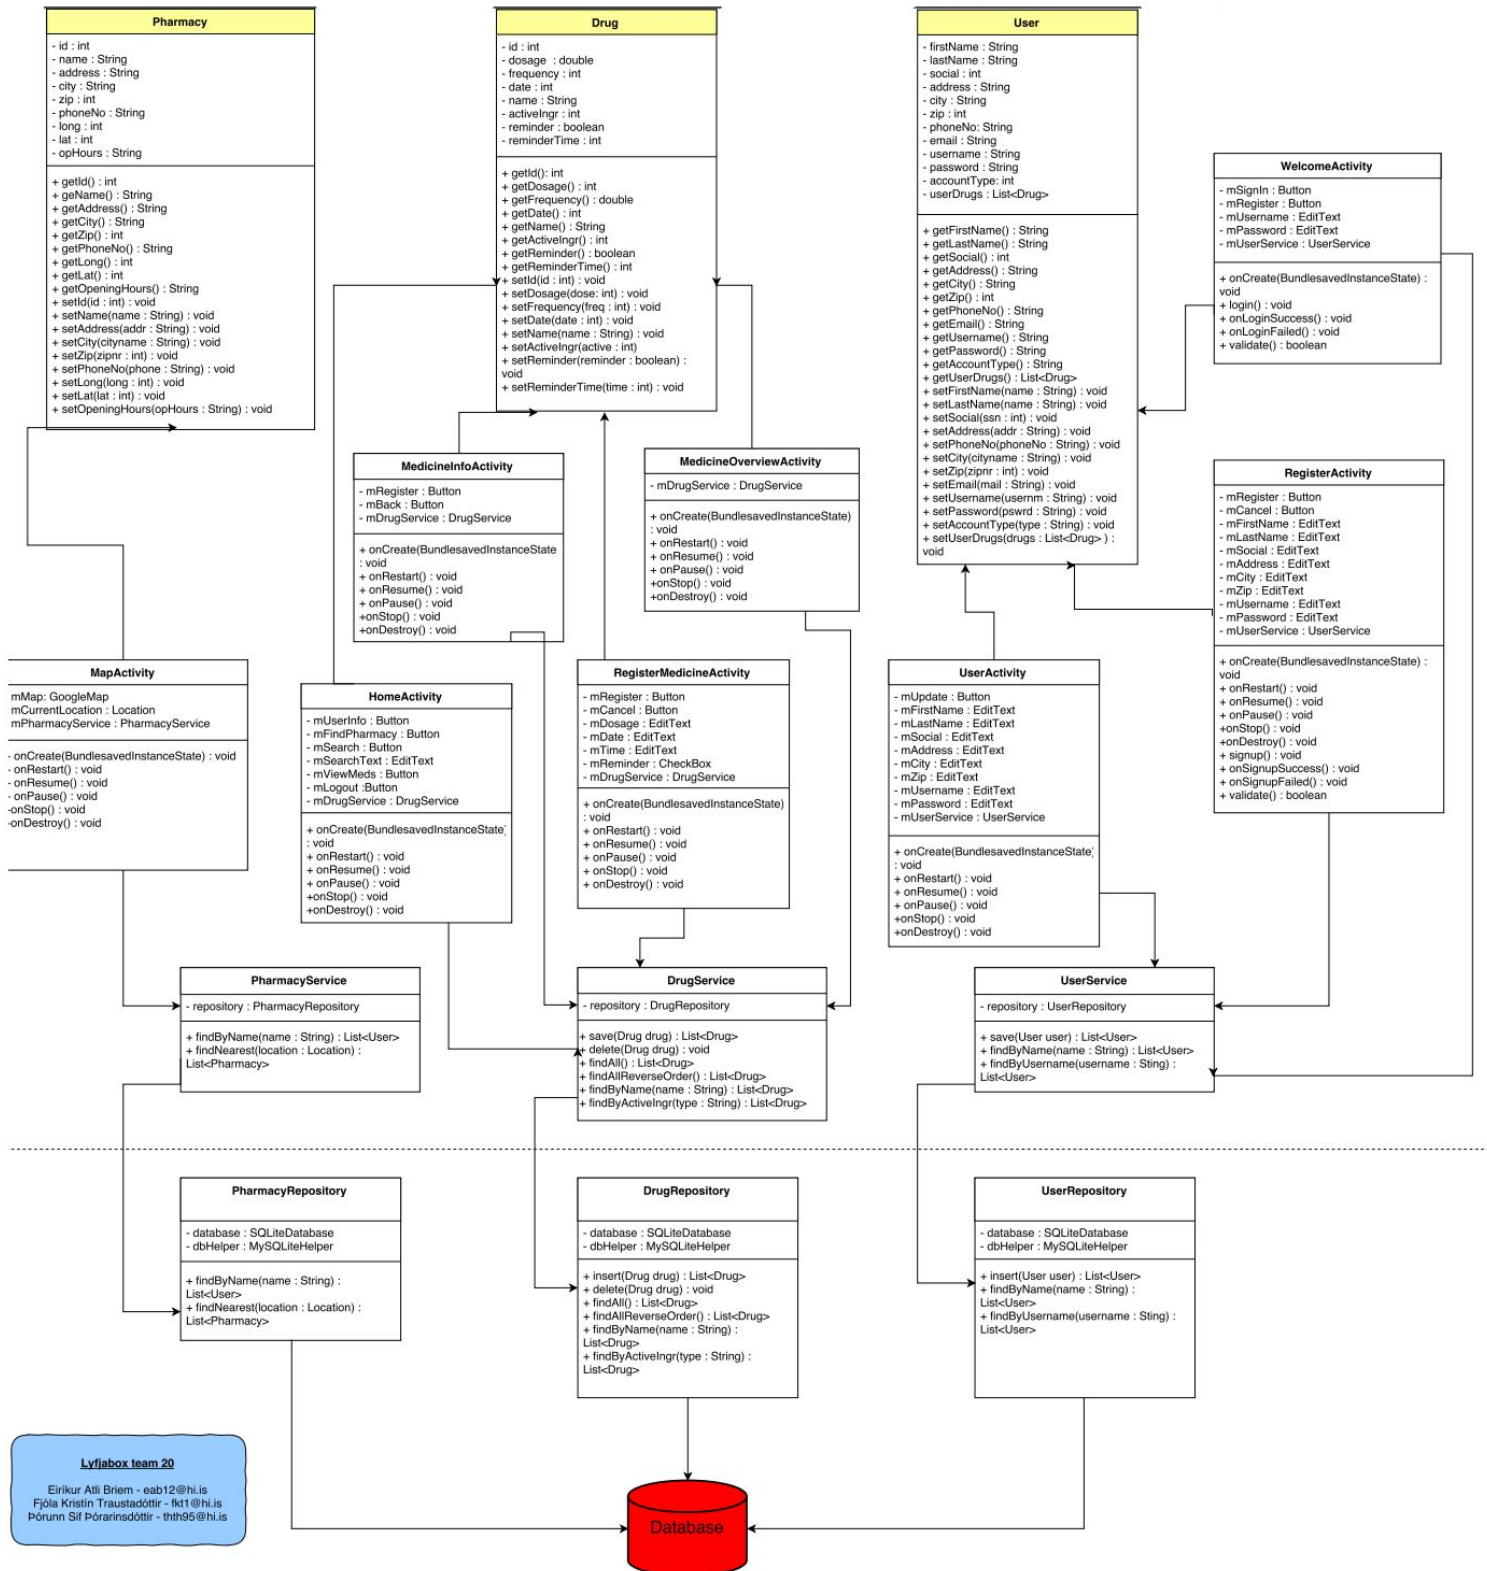 Pharmacy
- id : int
- name : String
- address : String
- city : String
- zip : int
- phoneNo : String
- long : int
- lat : int
- opHours : String
+ getId() : int
+ geName() : String
+ getAddress() : String
+ getCity() : String
+ getZip() : int
+ getPhoneNo() : String
+ getLong() : int
+ getLat() : int
+ getOpeningHours() : String
+ setId(id : int) : void
+ setName(name : String) : void
+ setAddress(addr : String) : void
+ setCity(cityname : String) : void
+ setZip(zipnr : int) : void
+ setPhoneNo(phone : String) : void
+ setLong(long : int) : void
+ setLat(lat : int) : void
+ setOpeningHours(opHours : String) : void
Drug
- id : int
- dosage : double
- frequency : int
- date : int
- name : String
- activeIngr : int
- reminder : boolean
- reminderTime : int
+ getId(): int
+ getDosage() : int
+ getFrequency() : double
+ getDate() : int
+ getName() : String
+ getActiveIngr() : int
+ getReminder() : boolean
+ getReminderTime() : int
+ setId(id : int) : void
+ setDosage(dose: int) : void
+ setFrequency(freq : int) : void
+ setDate(date : int) : void
+ setName(name : String) : void
+ setActiveIngr(active : int)
+ setReminder(reminder : boolean) :
void
+ setReminderTime(time : int) : void
User
- firstName : String
- lastName : String
- social : int
- address : String
- city : String
- zip : int
- phoneNo: String
- email : String
- username : String
- password : String
- accountType: int
- userDrugs : List<Drug>
+ getFirstName() : String
+ getLastName() : String
+ getSocial() : int
+ getAddress() : String
+ getCity() : String
+ getZip() : int
+ getPhoneNo() : String
+ getEmail() : String
+ getUsername() : String
+ getPassword() : String
+ getAccountType() : String
+ getUserDrugs() : List<Drug>
+ setFirstName(name : String) : void
+ setLastName(name : String) : void
+ setSocial(ssn : int) : void
+ setAddress(addr : String) : void
+ setPhoneNo(phoneNo : String) : void
+ setCity(cityname : String) : void
+ setZip(zipnr : int) : void
+ setEmail(mail : String) : void
+ setUsername(usernm : String) : void
+ setPassword(pswrd : String) : void
+ setAccountType(type : String) : void
+ setUserDrugs(drugs : List<Drug> ) :
void
WelcomeActivity
- mSignIn : Button
- mRegister : Button
- mUsername : EditText
- mPassword : EditText
- mUserService : UserService
+ onCreate(BundlesavedInstanceState) :
void
+ login() : void
+ onLoginSuccess() : void
+ onLoginFailed() : void
+ validate() : boolean
MedicineInfoActivity
- mRegister : Button
- mBack : Button
- mDrugService : DrugService
+ onCreate(BundlesavedInstanceState
: void
+ onRestart() : void
+ onResume() : void
+ onPause() : void
+onStop() : void
+onDestroy() : void
MedicineOverviewActivity
- mDrugService : DrugService
+ onCreate(BundlesavedInstanceState)
: void
+ onRestart() : void
+ onResume() : void
+ onPause() : void
+onStop() : void
+onDestroy() : void
RegisterActivity
- mRegister : Button
- mCancel : Button
- mFirstName : EditText
- mLastName : EditText
- mSocial : EditText
- mAddress : EditText
- mCity : EditText
- mZip : EditText
- mUsername : EditText
- mPassword : EditText
- mUserService : UserService
+ onCreate(BundlesavedInstanceState) :
void
+ onRestart() : void
+ onResume() : void
+ onPause() : void
+onStop() : void
+onDestroy() : void
+ signup() : void
+ onSignupSuccess() : void
+ onSignupFailed() : void
+ validate() : boolean
MapActivity
mMap: GoogleMap
mCurrentLocation : Location
mPharmacyService : PharmacyService
- onCreate(BundlesavedInstanceState) : void
- onRestart() : void
- onResume() : void
- onPause() : void
-onStop() : void
-onDestroy() : void
HomeActivity
- mUserInfo : Button
- mFindPharmacy : Button
- mSearch : Button
- mSearchText : EditText
- mViewMeds : Button
- mLogout :Button
- mDrugService : DrugService
+ onCreate(BundlesavedInstanceState)
: void
+ onRestart() : void
+ onResume() : void
+ onPause() : void
+onStop() : void
+onDestroy() : void
RegisterMedicineActivity
- mRegister : Button
- mCancel : Button
- mDosage : EditText
- mDate : EditText
- mTime : EditText
- mReminder : CheckBox
- mDrugService : DrugService
+ onCreate(BundlesavedInstanceState)
: void
+ onRestart() : void
+ onResume() : void
+ onPause() : void
+ onStop() : void
+ onDestroy() : void
UserActivity
- mUpdate : Button
- mFirstName : EditText
- mLastName : EditText
- mSocial : EditText
- mAddress : EditText
- mCity : EditText
- mZip : EditText
- mUsername : EditText
- mPassword : EditText
- mUserService : UserService
+ onCreate(BundlesavedInstanceState)
: void
+ onRestart() : void
+ onResume() : void
+ onPause() : void
+onStop() : void
+onDestroy() : void
PharmacyService
- repository : PharmacyRepository
+ findByName(name : String) : List<User>
+ findNearest(location : Location) :
List<Pharmacy>
DrugService
- repository : DrugRepository
+ save(Drug drug) : List<Drug>
+ delete(Drug drug) : void
+ findAll() : List<Drug>
+ findAllReverseOrder() : List<Drug>
+ findByName(name : String) : List<Drug>
+ findByActiveIngr(type : String) : List<Drug>
UserService
- repository : UserRepository
+ save(User user) : List<User>
+ findByName(name : String) : List<User>
+ findByUsername(username : Sting) :
List<User>
PharmacyRepository
- database : SQLiteDatabase
- dbHelper : MySQLiteHelper
+ findByName(name : String) :
List<User>
+ findNearest(location : Location) :
List<Pharmacy>
DrugRepository
- database : SQLiteDatabase
- dbHelper : MySQLiteHelper
+ insert(Drug drug) : List<Drug>
+ delete(Drug drug) : void
+ findAll() : List<Drug>
+ findAllReverseOrder() : List<Drug>
+ findByName(name : String) :
List<Drug>
+ findByActiveIngr(type : String) :
List<Drug>
UserRepository
- database : SQLiteDatabase
- dbHelper : MySQLiteHelper
+ insert(User user) : List<User>
+ findByName(name : String) :
List<User>
+ findByUsername(username : Sting) :
List<User>
Lyfjabox team 20
Eiríkur Atli Briem - eab12@hi.is
Fjóla Kristín Traustadóttir - fkt1@hi.is
Þórunn Sif Þórarinsdóttir - thth95@hi.is
Database